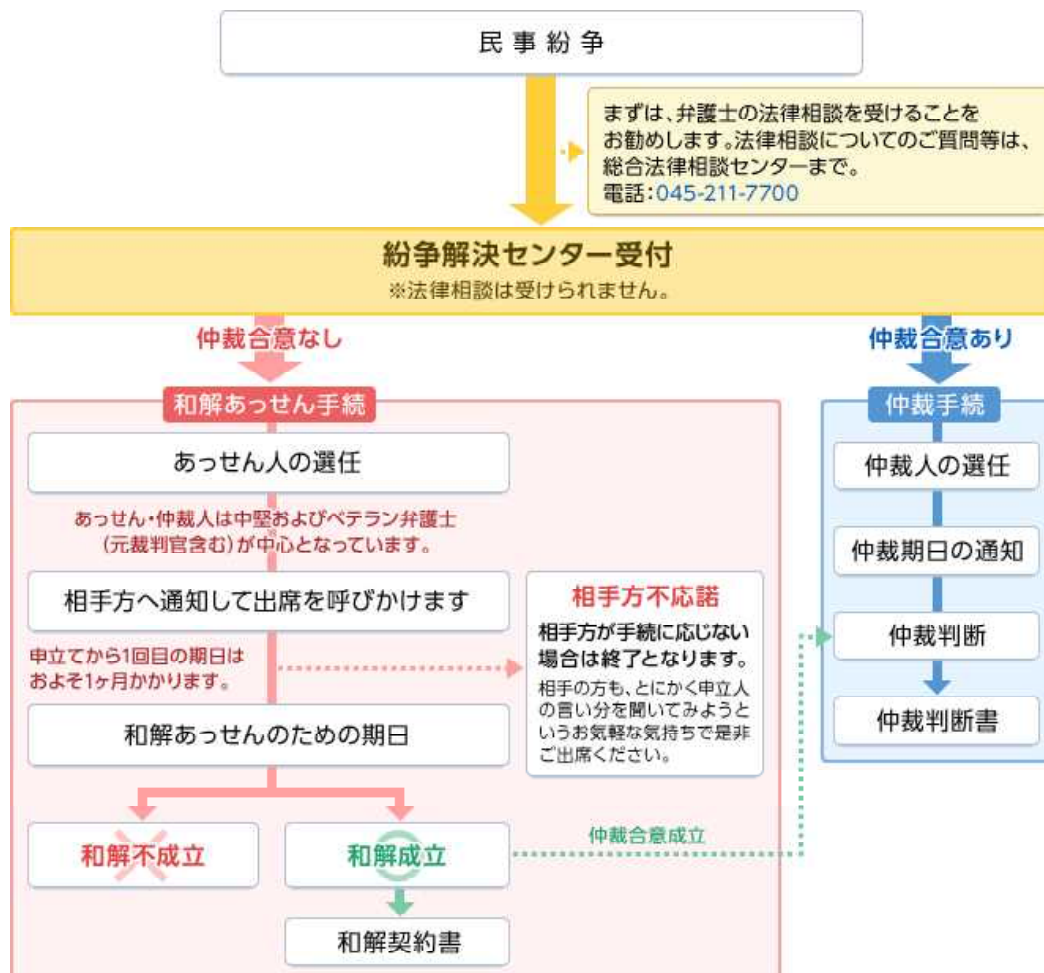 民事紛争
まずは、弁護士の法律相談を受けることを
お勧めします。法律相談についてのご質問等は、
総合法律相談センターまで。
電話：045-211-7700
紛争解決センター受付
※法律相談は受けられません。
仲裁合意なし
仲裁合意あり
和解あっせん手続
あっせん人の選任
あっせん・仲裁人は中堅およびベテラン弁護士
（元裁判官含む）が中心となっています。
相手方へ通知して出席を呼びかけます
申立てから1回目の期日は
およそ1ヶ月かかります。
相手方不応諾
相手方が手続に応じない
場合は終了となります。
相手の方も、とにかく申立人
の言い分を聞いてみようと
いうお気軽な気持ちで是非
ご出席ください。
和解あっせんのための期日
和解不成立
和解成立
仲裁合意成立
和解契約書
仲裁手続
仲裁人の選任
仲裁期日の通知
仲裁判断
仲裁判断書